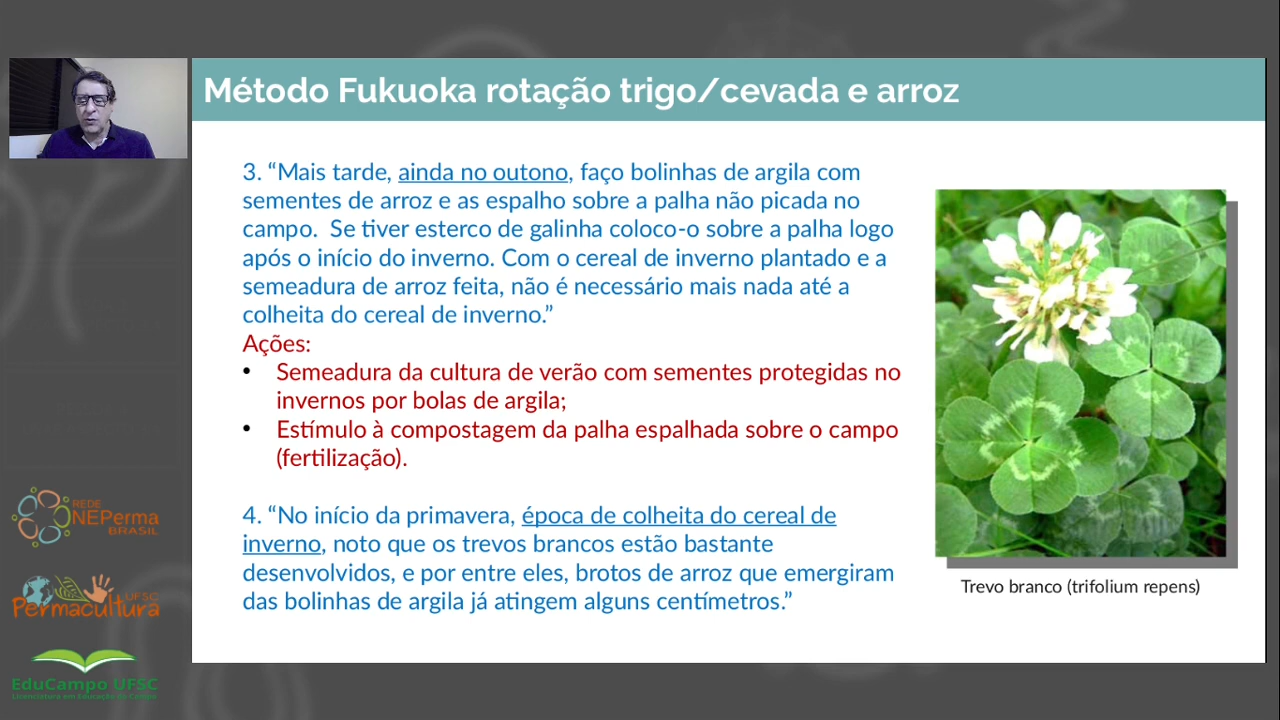 Método Fukuoka rotação trigo/cevada e arroz
3. “Mais tarde, ainda no outono, faço bolinhas de argila com
sementes de arroz e as espalho sobre a palha não picada no
campo.  Se tiver esterco de galinha coloco-o sobre a palha logo
após o início do inverno. Com o cereal de inverno plantado e a
semeadura de arroz feita, não é necessário mais nada até a
colheita do cereal de inverno.”
Ações:
• Semeadura da cultura de verão com sementes protegidas no
invernos por bolas de argila;
• Estímulo à compostagem da palha espalhada sobre o campo
(fertilização).
4. “No início da primavera, época de colheita do cereal de
inverno, noto que os trevos brancos estão bastante
desenvolvidos, e por entre eles, brotos de arroz que emergiram
das bolinhas de argila já atingem alguns centímetros.”
Trevo branco (trifolium repens)
REDE
NEPerma
BRASIL
UFSC
Permacultura
EduCampo UFSC
Licenciatura em Educação do Campo